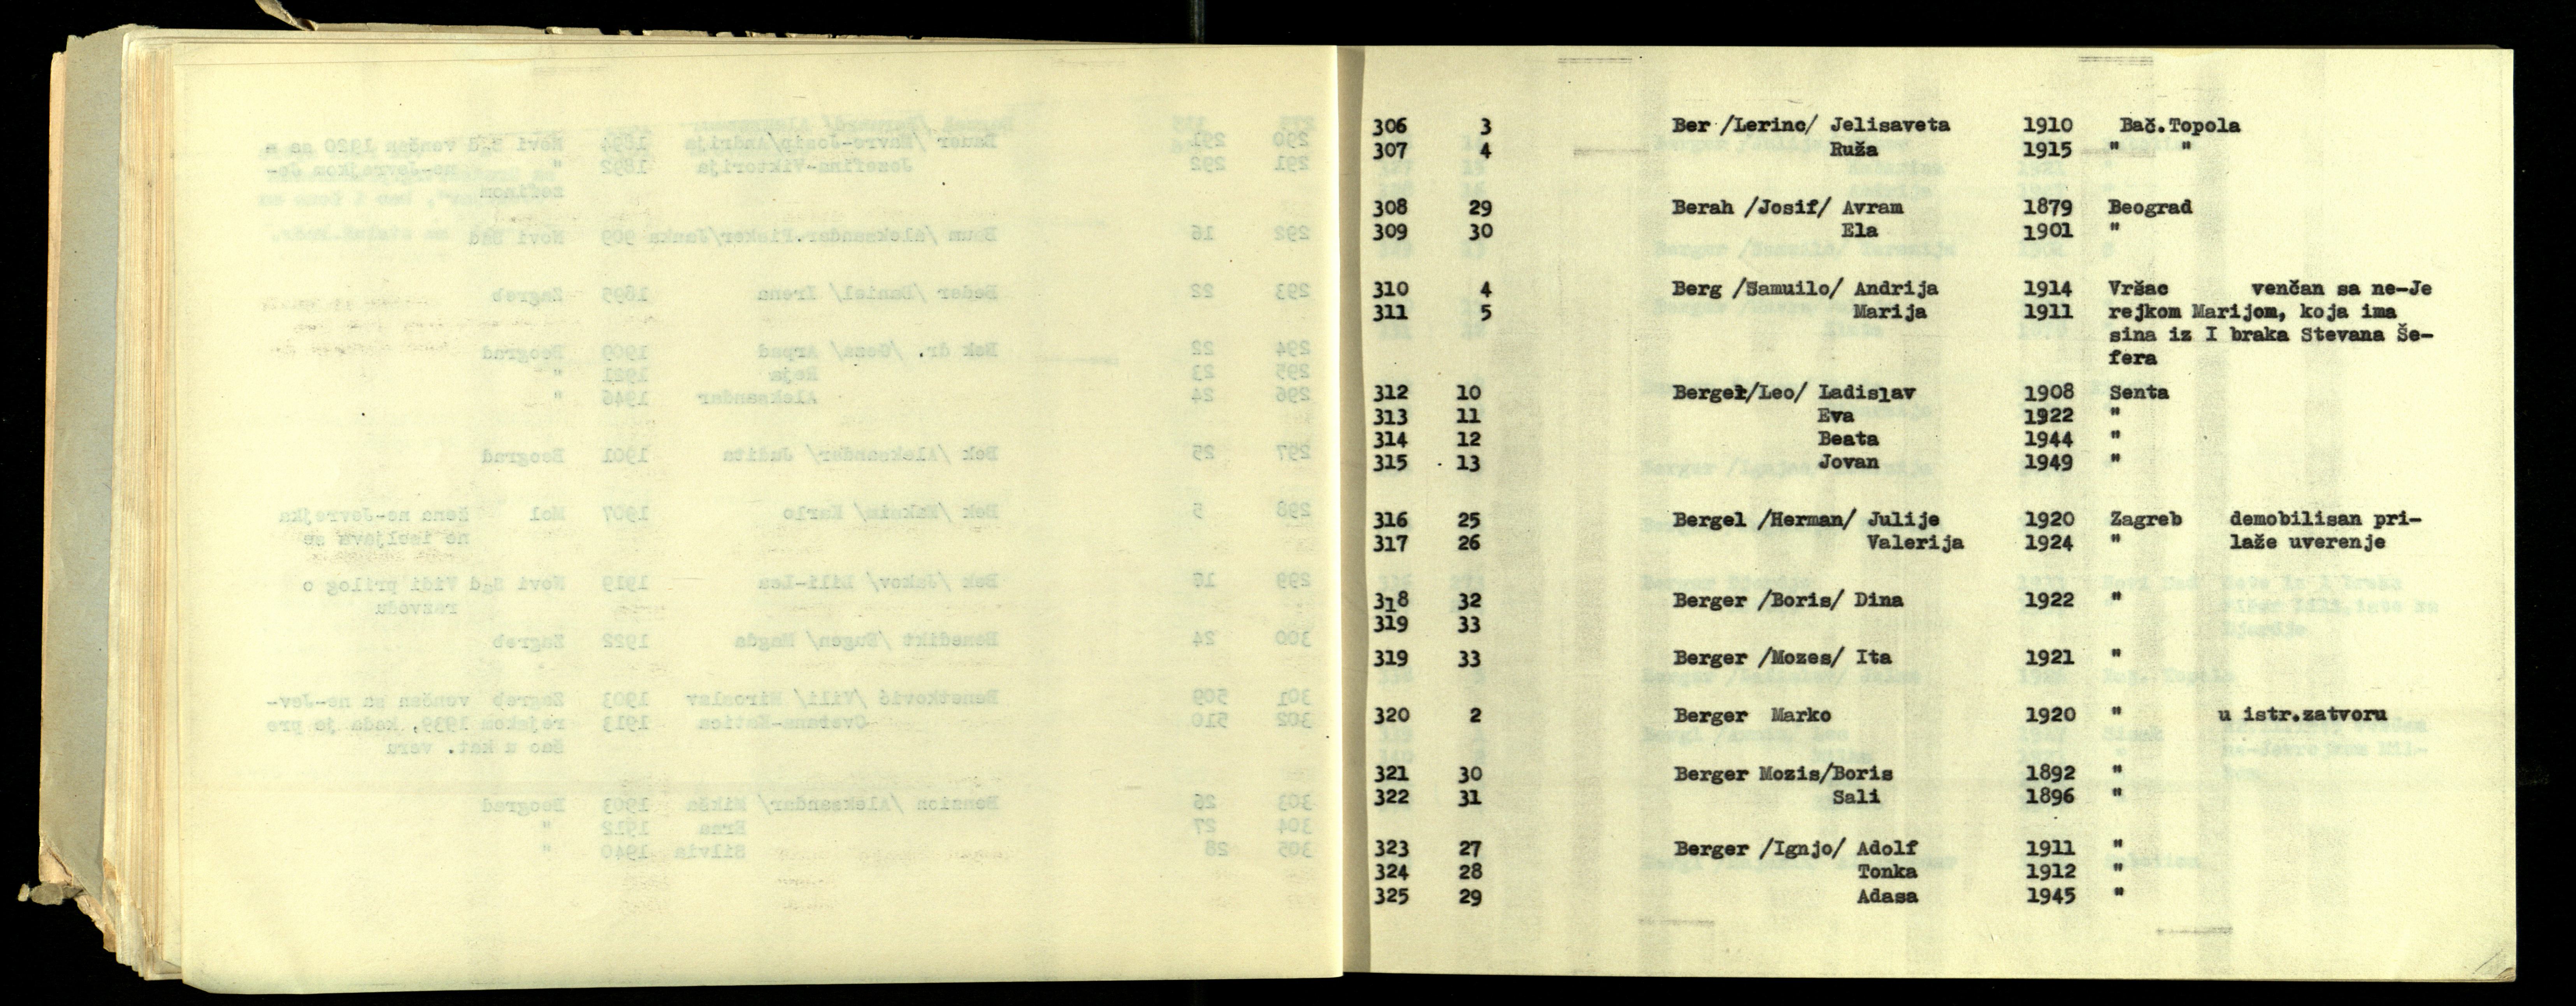 306 3 Ber /Lerinc/ Jelisaveta 1910 Bač.Topola
307 4 Ruža 1915 " "
308 29 Berah /Josif/ Avram 1879 Beograd
309 30 Ela 1901 "
310 4 Berg /Samuilo/ Andrija 1914 Vršac venčan sa ne-Je
311 5 Marija 1911 rejkom Marijom, koja ima
sina iz I braka Stevana Še-
fera
312 10 Bergel/Leo/ Ladislav 1908 Senta
313 11 Eva 1922 "
314 12 Beata 1944 "
315 13 Jovan 1949 "
316 25 Bergel /Herman/ Julije 1920 Zagreb demobilisan pri-
317 26 Valerija 1924 " laže uverenje
318 32 Berger /Boris/ Dina 1922 "
319 33
319 33 Berger /Mozes/ Ita 1921 "
320 2 Berger Marko 1920 " u istr.zatvoru
321 30 Berger Mozis/Boris 1892 "
322 31 Sali 1896 "
323 27 Berger /Ignjo/ Adolf 1911 "
324 28 Tonka 1912 "
325 29 Adasa 1945 "